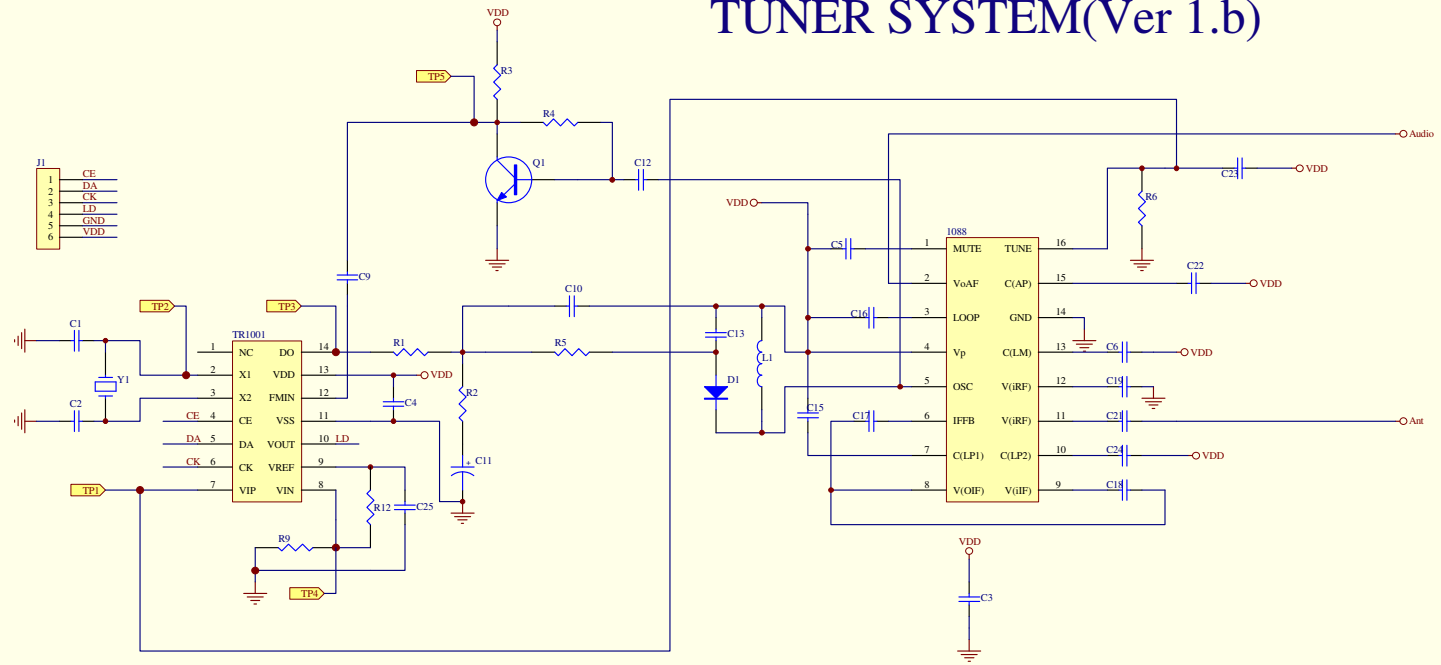 TUNER SYSTEM(Ver 1.b)
VDD
R3
TP5
R4
Audio
Q1
C12
C23
VDD
J1
1 CE
2 DA
3 CK
4 LD
5 GND
6 VDD
VDD
R6
1088
C5
1 MUTE TUNE 16
C9
C22
2 VoAF C(AP) 15
VDD
C10
TP2
TP3
C16
3 LOOP GND 14
C1
TR1001
R1
R5
C13
L1
4 Vp C(LM) 13
C6
VDD
1 NC DO 14
2 X1 VDD 13
VDD
Y1
D1
5 OSC V(iRF) 12
C19
3 X2 FMIN 12
C2
C4
R2
C15
C17
CE 4 CE VSS 11
6 IFFB V(iRF) 11
C21
Ant
DA 5 DA VOUT 10 LD
7 C(LP1) C(LP2) 10
C24
VDD
CK 6 CK VREF 9
C11
+
TP1
7 VIP VIN 8
8 V(OIF) V(iIF) 9
C18
R12
C25
R9
VDD
TP4
C3